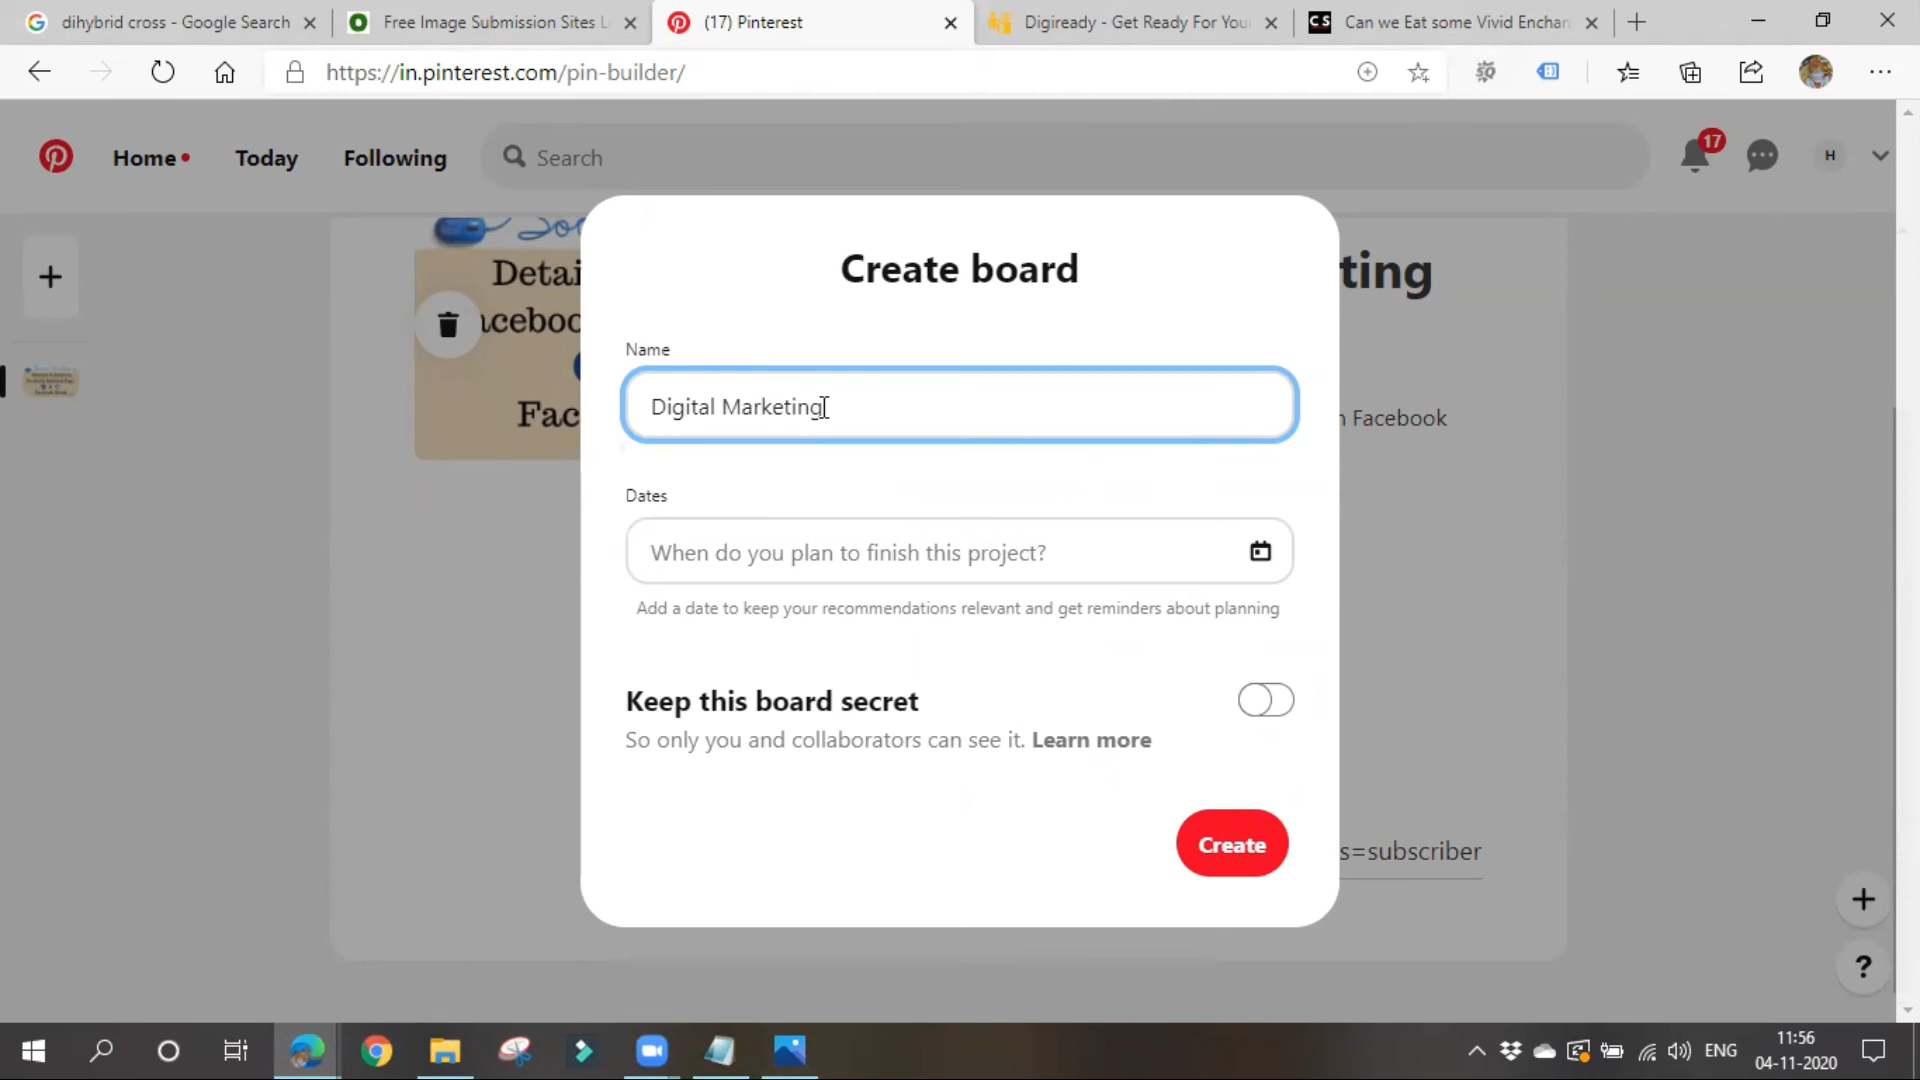 dihybrid cross - Google Search
Free Image Submission Sites L
(17) Pinterest
Digiready - Get Ready For You
CS
Can we Eat some Vivid Enchan
https://in.pinterest.com/pin-builder/
Home
Today
Following
Search
17
H
Detai
aceboo
Fac
ting
n Facebook
s=subscriber
Create board
Name
Digital Marketing
Dates
When do you plan to finish this project?
Add a date to keep your recommendations relevant and get reminders about planning
Keep this board secret
So only you and collaborators can see it. Learn more
Create
?
ENG
11:56
04-11-2020